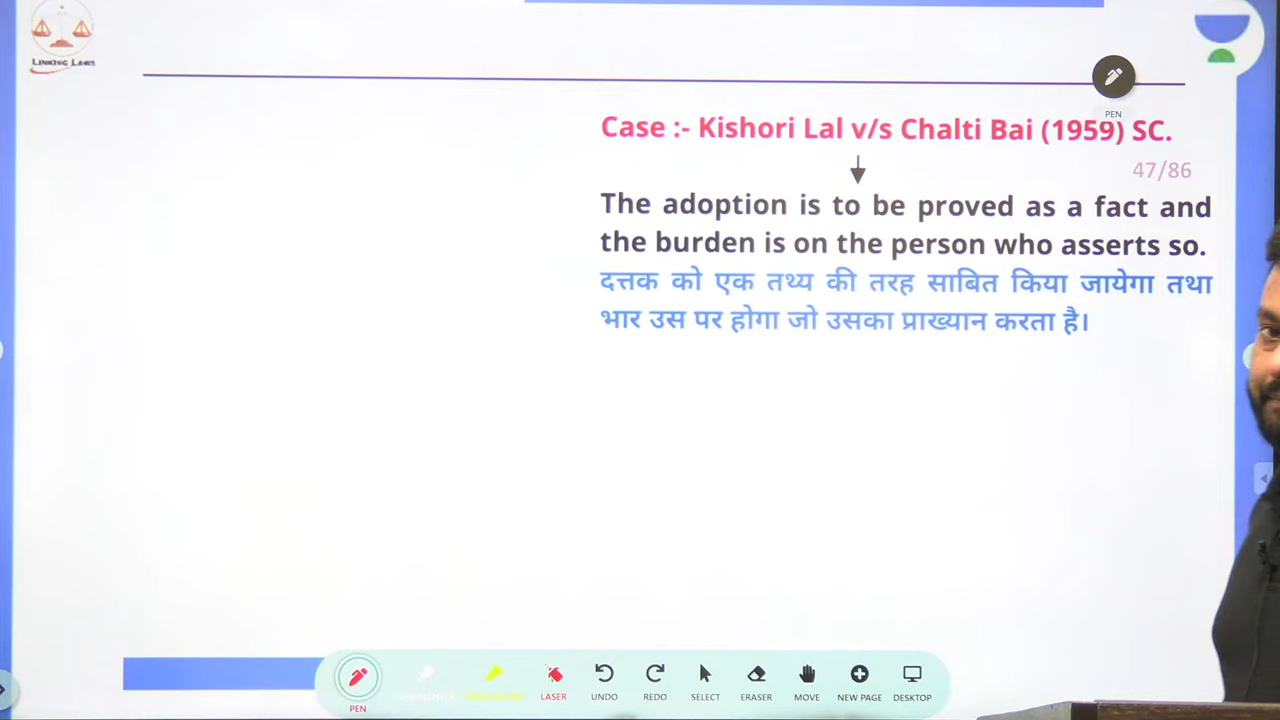 LINKING LAWS
PEN
Case :- Kishori Lal v/s Chalti Bai (1959) SC.
47/86
The adoption is to be proved as a fact and
the burden is on the person who asserts so.
दत्तक को एक तथ्य की तरह साबित किया जायेगा तथा
भार उस पर होगा जो उसका प्राख्यान करता है।
PEN
LASER
UNDO
REDO
SELECT
ERASER
MOVE
NEW PAGE
DESKTOP